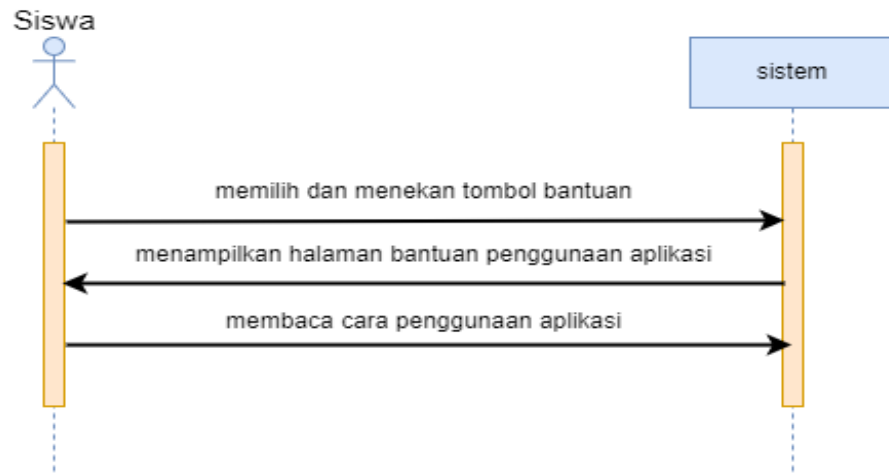 Siswa
sistem
memilih dan menekan tombol bantuan
menampilkan halaman bantuan penggunaan aplikasi
membaca cara penggunaan aplikasi